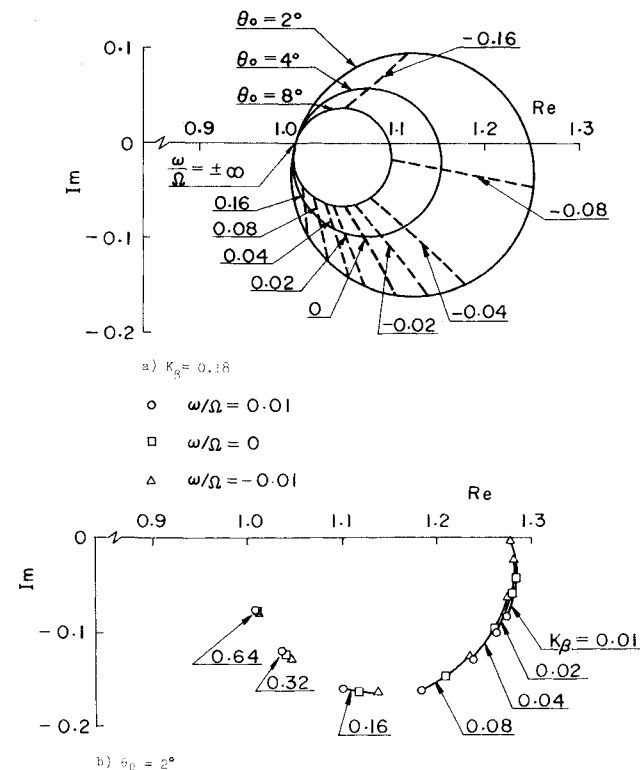 θ₀ = 2°
0.1
-0.16
θ₀ = 4°
θ₀ = 8°
Re
0.9
1.0
1.1
1.2
1.3
0
Im
ω/Ω = ±∞
0.16
-0.08
0.08
-0.1
0.04
0.02
0
-0.02
-0.04
-0.2
a) Kβ = 0.18
○ ω/Ω = 0.01
□ ω/Ω = 0
△ ω/Ω = -0.01
Re
0.9
1.0
1.1
1.2
1.3
0
Im
-0.1
Kβ = 0.01
0.64
0.02
0.32
0.04
0.16
0.08
-0.2
b) θ₀ = 2°